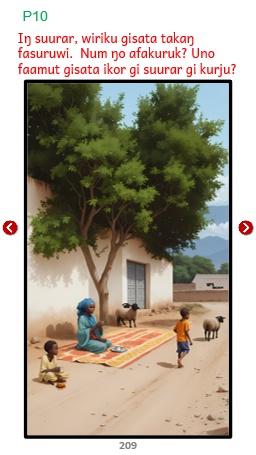 P10
Iŋ suurar, wiriku gisata takaŋ
fasuruwi. Num ŋo afakuruk? Uno
faamut gisata ikor gi suurar gi kurju?
209